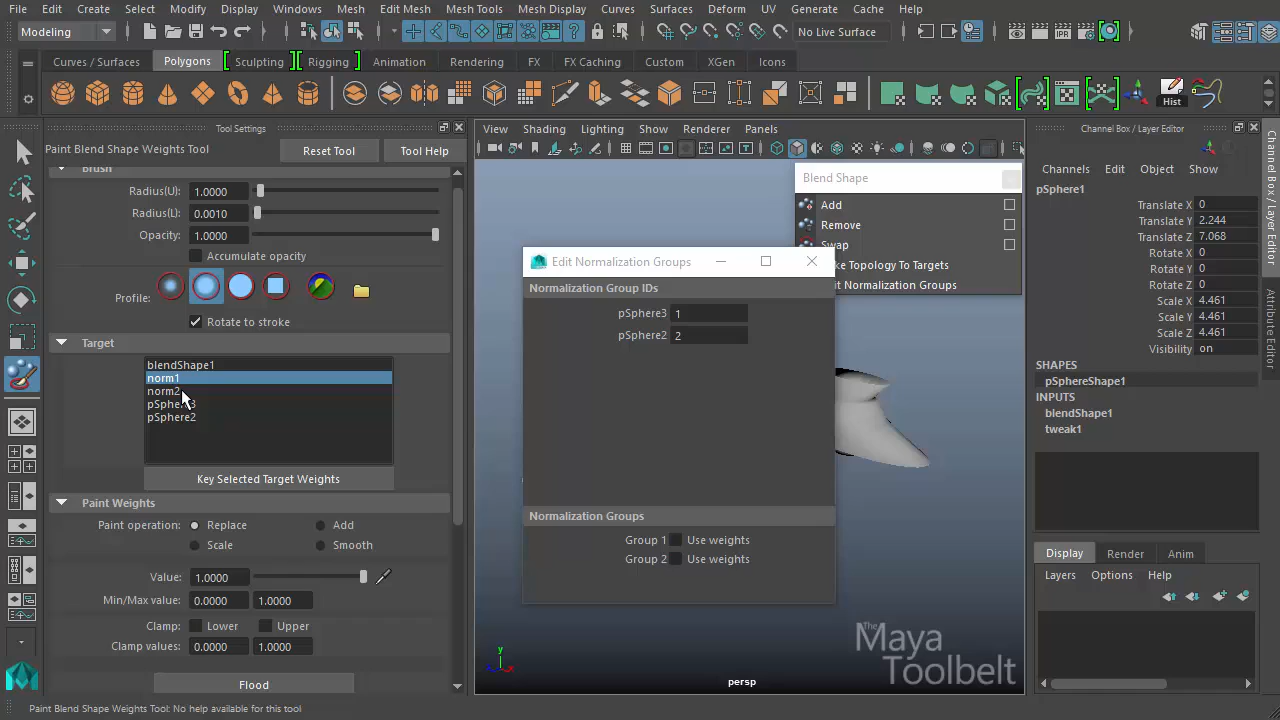 File Edit Create Select Modify Display Windows Mesh Edit Mesh Mesh Tools Mesh Display Curves Surfaces Deform UV Generate Cache Help
Modeling
No Live Surface
Curves / Surfaces Polygons Sculpting Rigging Animation Rendering FX FX Caching Custom XGen Icons
IPR
Hist
Tool Settings
Paint Blend Shape Weights Tool
Reset Tool
Tool Help
Brush
Radius(U): 1.0000
Radius(L): 0.0010
Opacity: 1.0000
Accumulate opacity
Profile:
Rotate to stroke
Target
blendShape1
norm1
norm2
pSphere3
pSphere2
Key Selected Target Weights
Paint Weights
Paint operation: Replace Add
Scale Smooth
Value: 1.0000
Min/Max value: 0.0000 1.0000
Clamp: Lower Upper
Clamp values: 0.0000 1.0000
Flood
Paint Blend Shape Weights Tool: No help available for this tool
View Shading Lighting Show Renderer Panels
Blend Shape
Add
Remove
Swap
ke Topology To Targets
it Normalization Groups
Edit Normalization Groups
Normalization Group IDs
pSphere3 1
pSphere2 2
Normalization Groups
Group 1 Use weights
Group 2 Use weights
y
x
persp
The
Maya
Toolbelt
Channel Box / Layer Editor
Channels Edit Object Show
pSphere1
Translate X 0
Translate Y 2.244
Translate Z 7.068
Rotate X 0
Rotate Y 0
Rotate Z 0
Scale X 4.461
Scale Y 4.461
Scale Z 4.461
Visibility on
SHAPES
pSphereShape1
INPUTS
blendShape1
tweak1
Display Render Anim
Layers Options Help
Channel Box / Layer Editor
Attribute Editor